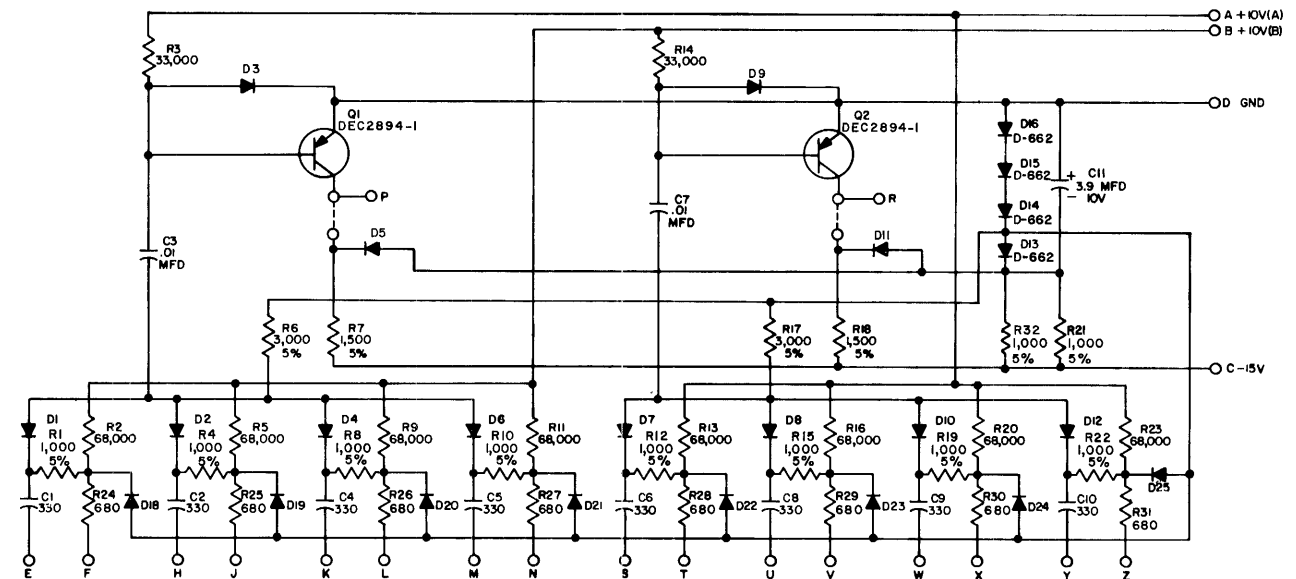 A +10V(A)
B +10V(B)
R3
33,000
D3
R14
33,000
D9
D GND
Q1
DEC2894-1
Q2
DEC2894-1
D16
D-662
D15
D-662
D14
D-662
D13
D-662
+ C11
3.9 MFD
– 10V
P
R
C3
.01
MFD
C7
.01
MFD
D5
D11
R6
3,000
5%
R7
1,500
5%
R17
3,000
5%
R18
1,500
5%
R32
1,000
5%
R21
1,000
5%
C -15V
D1
R1
1,000
5%
R2
68,000
D2
R4
1,000
5%
R5
68,000
D4
R8
1,000
5%
R9
68,000
D6
R10
1,000
5%
R11
68,000
D7
R12
1,000
5%
R13
68,000
D8
R15
1,000
5%
R16
68,000
D10
R19
1,000
5%
R20
68,000
D12
R22
1,000
5%
R23
68,000
C1
330
R24
680
D18
C2
330
R25
680
D19
C4
330
R26
680
D20
C5
330
R27
680
D21
C6
330
R28
680
D22
C8
330
R29
680
D23
C9
330
R30
680
D24
C10
330
D25
R31
680
E F H J K L M N S T U V W X Y Z